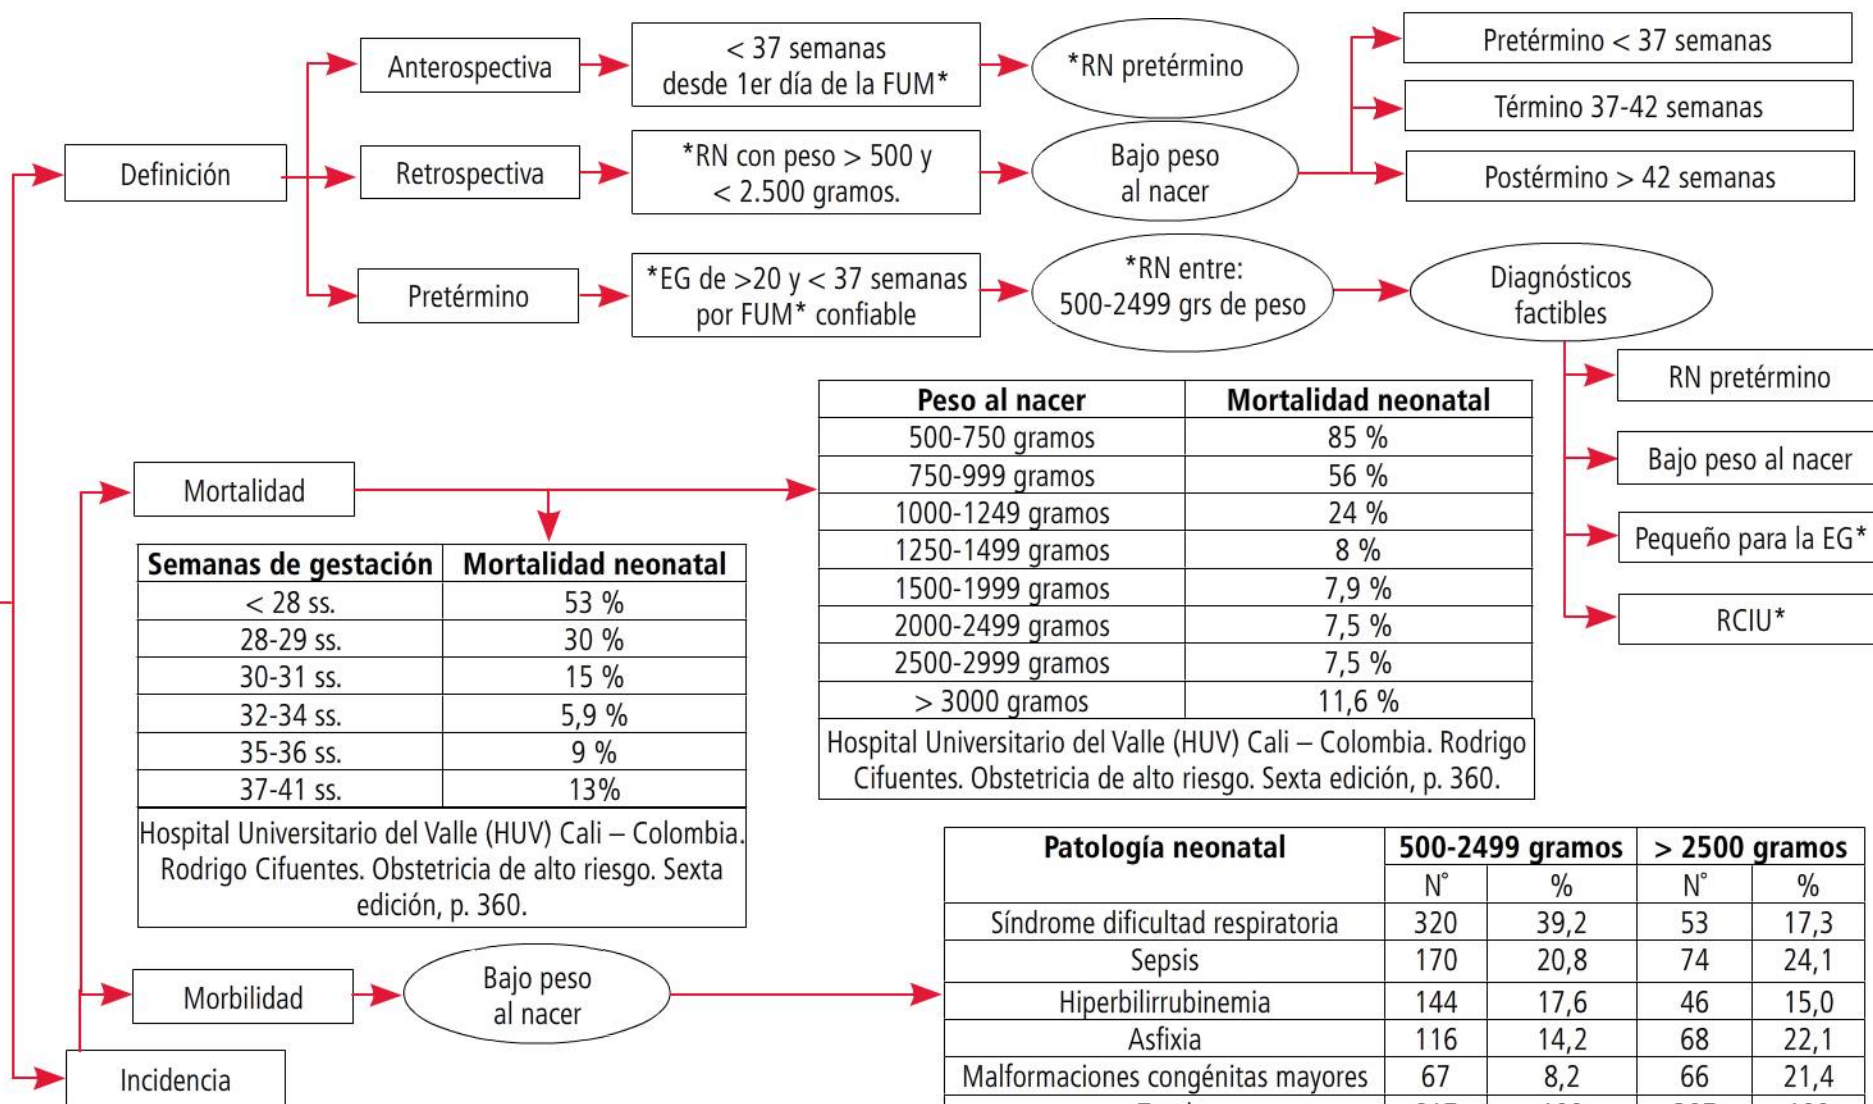 Definición
Anterospectiva
< 37 semanas
desde 1er día de la FUM*
*RN pretérmino
Retrospectiva
*RN con peso > 500 y
< 2.500 gramos.
Bajo peso
al nacer
Pretérmino < 37 semanas
Término 37-42 semanas
Postérmino > 42 semanas
Pretérmino
*EG de >20 y < 37 semanas
por FUM* confiable
*RN entre:
500-2499 grs de peso
Diagnósticos
factibles
RN pretérmino
Bajo peso al nacer
Pequeño para la EG*
RCIU*
Mortalidad
Peso al nacer Mortalidad neonatal
500-750 gramos 85 %
750-999 gramos 56 %
1000-1249 gramos 24 %
1250-1499 gramos 8 %
1500-1999 gramos 7,9 %
2000-2499 gramos 7,5 %
2500-2999 gramos 7,5 %
> 3000 gramos 11,6 %
Hospital Universitario del Valle (HUV) Cali – Colombia. Rodrigo
Cifuentes. Obstetricia de alto riesgo. Sexta edición, p. 360.
Semanas de gestación Mortalidad neonatal
< 28 ss. 53 %
28-29 ss. 30 %
30-31 ss. 15 %
32-34 ss. 5,9 %
35-36 ss. 9 %
37-41 ss. 13%
Hospital Universitario del Valle (HUV) Cali – Colombia.
Rodrigo Cifuentes. Obstetricia de alto riesgo. Sexta
edición, p. 360.
Morbilidad
Bajo peso
al nacer
Patología neonatal 500-2499 gramos > 2500 gramos
N° % N° %
Síndrome dificultad respiratoria 320 39,2 53 17,3
Sepsis 170 20,8 74 24,1
Hiperbilirrubinemia 144 17,6 46 15,0
Asfixia 116 14,2 68 22,1
Malformaciones congénitas mayores 67 8,2 66 21,4
Incidencia